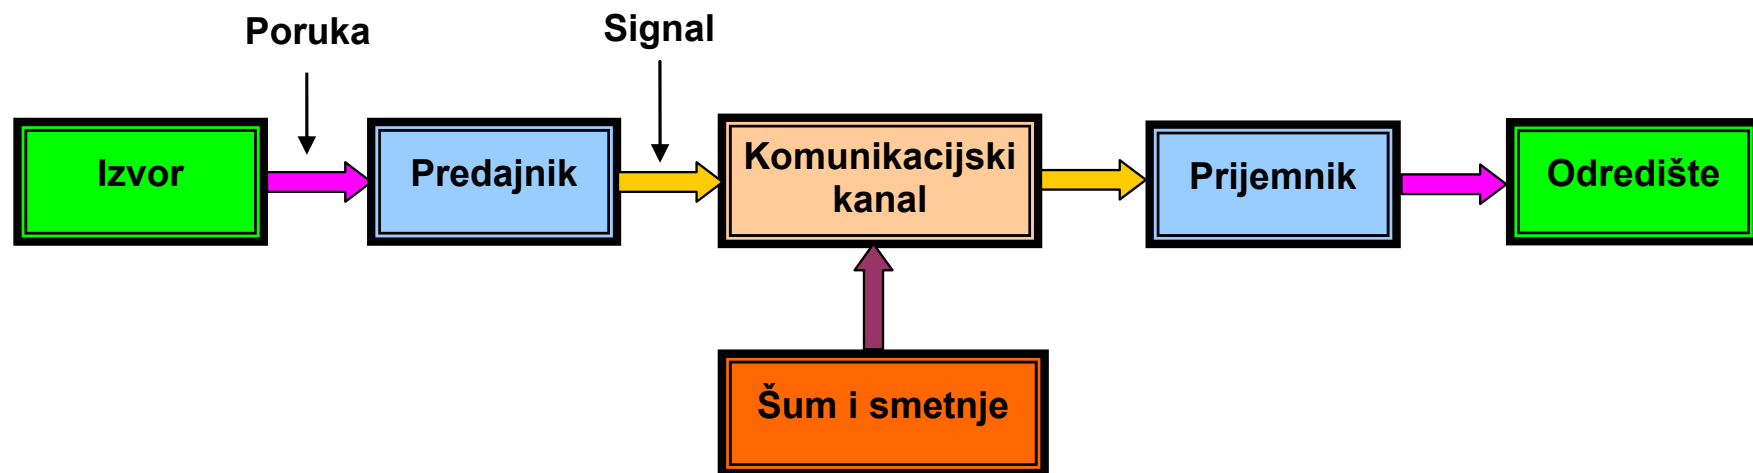 Poruka
Signal
Izvor
Predajnik
Komunikacijski
kanal
Prijemnik
Odredište
Šum i smetnje